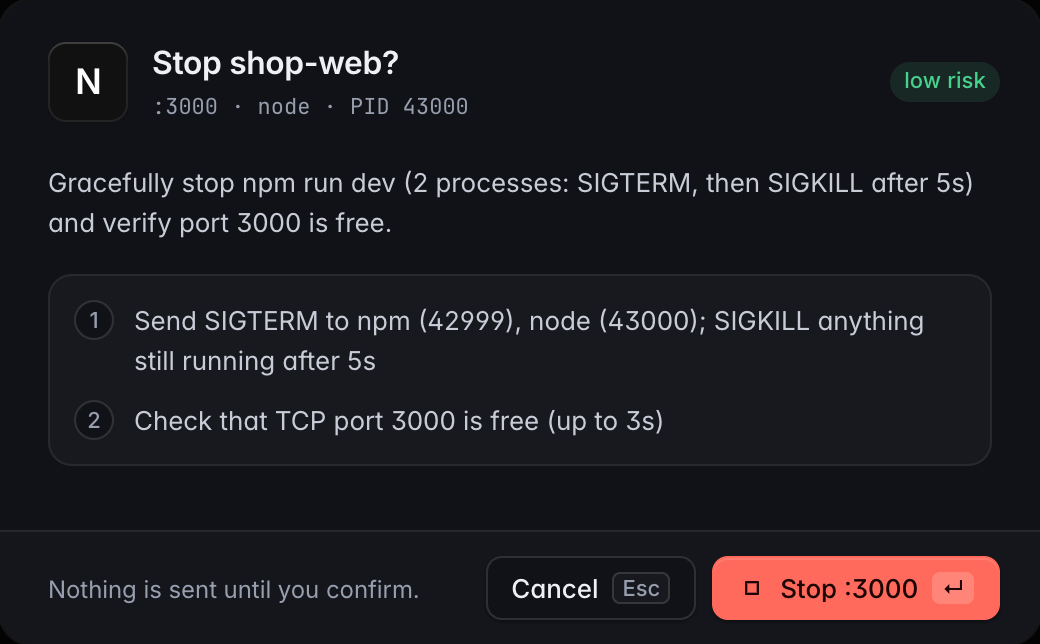 N
Stop shop-web?
:3000 · node · PID 43000
low risk
Gracefully stop npm run dev (2 processes: SIGTERM, then SIGKILL after 5s)
and verify port 3000 is free.
1 Send SIGTERM to npm (42999), node (43000); SIGKILL anything
still running after 5s
2 Check that TCP port 3000 is free (up to 3s)
Nothing is sent until you confirm.
Cancel Esc
Stop :3000 ↵